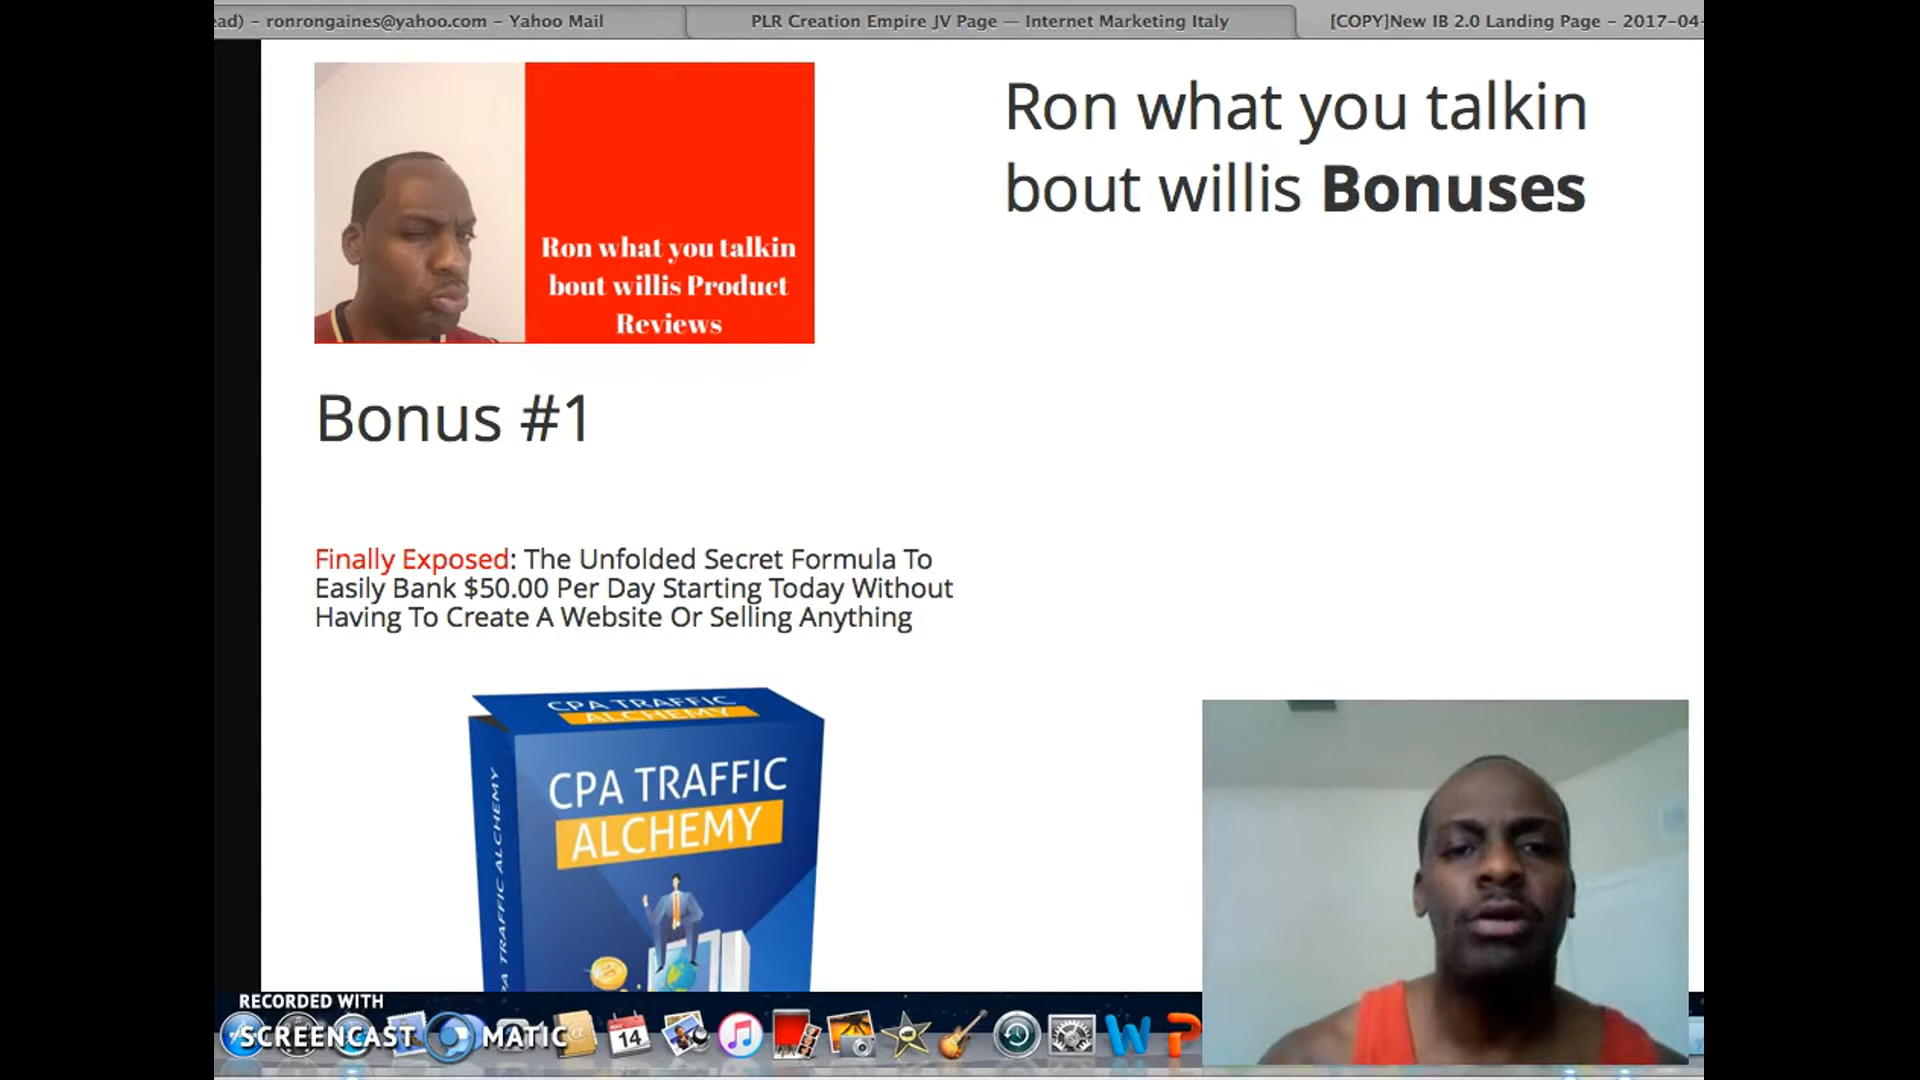 ead) – ronrongaines@yahoo.com – Yahoo Mail
PLR Creation Empire JV Page — Internet Marketing Italy
[COPY]New IB 2.0 Landing Page – 2017-04-
Ron what you talkin
bout willis Product
Reviews
Ron what you talkin
bout willis Bonuses
Bonus #1
Finally Exposed: The Unfolded Secret Formula To
Easily Bank $50.00 Per Day Starting Today Without
Having To Create A Website Or Selling Anything
CPA TRAFFIC
ALCHEMY
CPA TRAFFIC
ALCHEMY
PA TRAFFIC ALCHEMY
RECORDED WITH
SCREENCAST MATIC
14